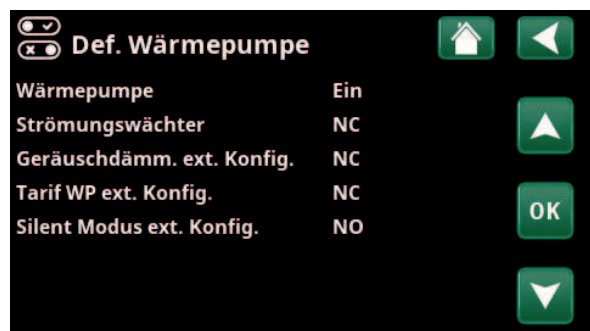 Def. Wärmepumpe
Wärmepumpe Ein
Strömungswächter NC
Geräuschdämm. ext. Konfig. NC
Tarif WP ext. Konfig. NC
OK
Silent Modus ext. Konfig. NO